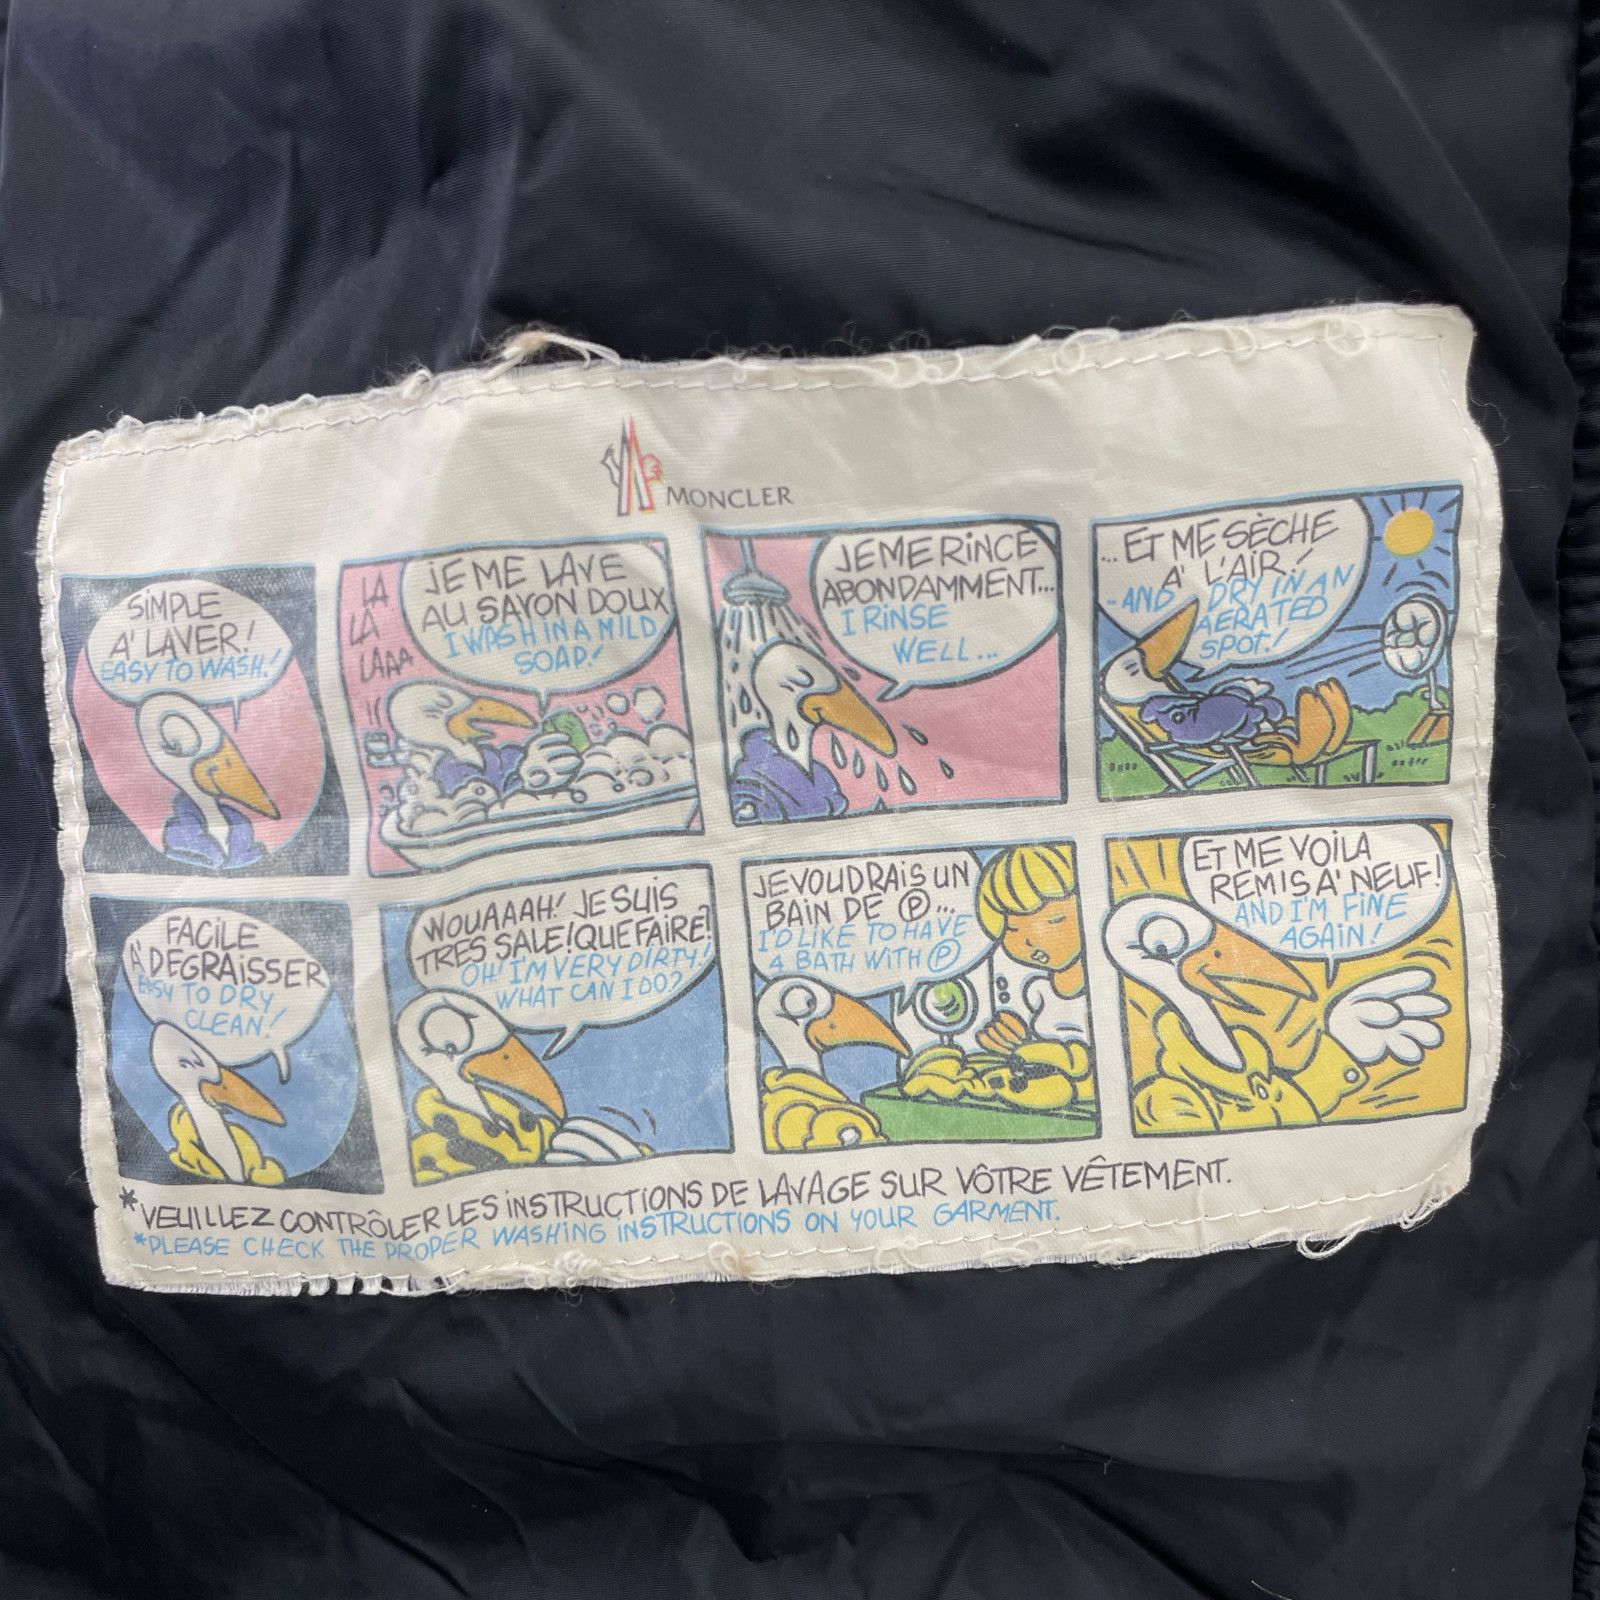 MONCLER
SIMPLE
A' LAVER!
EASY TO WASH!
LA
LA
LAAA
JE ME LAVE
AU SAVON DOUX
I WASH IN A MILD
SOAP!
JE ME RINCE
ABONDAMMENT...
I RINSE
WELL...
... ET ME SÈCHE
A' L'AIR!
- AND DRY IN AN
AERATED
SPOT!
FACILE
A' DEGRAISSER
EASY TO DRY
CLEAN!
WOUAAAH! JE SUIS
TRES SALE! QUE FAIRE?
OH! I'M VERY DIRTY!
WHAT CAN I DO?
JE VOUDRAIS UN
BAIN DE Ⓟ...
I'D LIKE TO HAVE
A BATH WITH Ⓟ
ET ME VOILA
REMIS A' NEUF!
AND I'M FINE
AGAIN!
*VEUILLEZ CONTRÔLER LES INSTRUCTIONS DE LAVAGE SUR VÔTRE VÊTEMENT.
*PLEASE CHECK THE PROPER WASHING INSTRUCTIONS ON YOUR GARMENT.